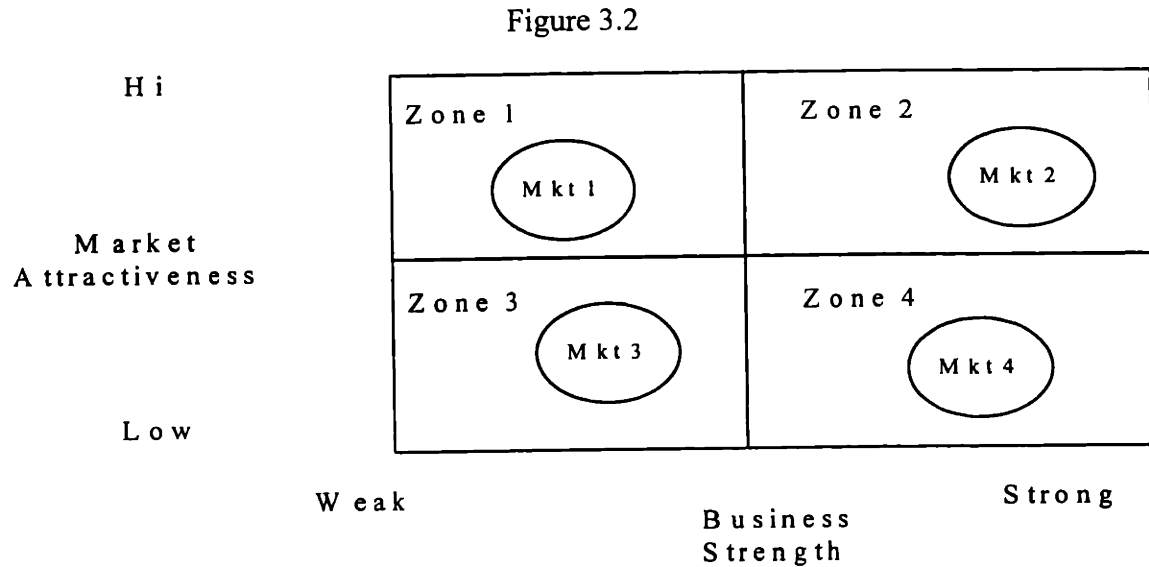 Figure 3.2
Hi
Zone 1
Zone 2
Mkt 1
Mkt 2
Market
Attractiveness
Zone 3
Zone 4
Mkt 3
Mkt 4
Low
Weak
Strong
Business
Strength